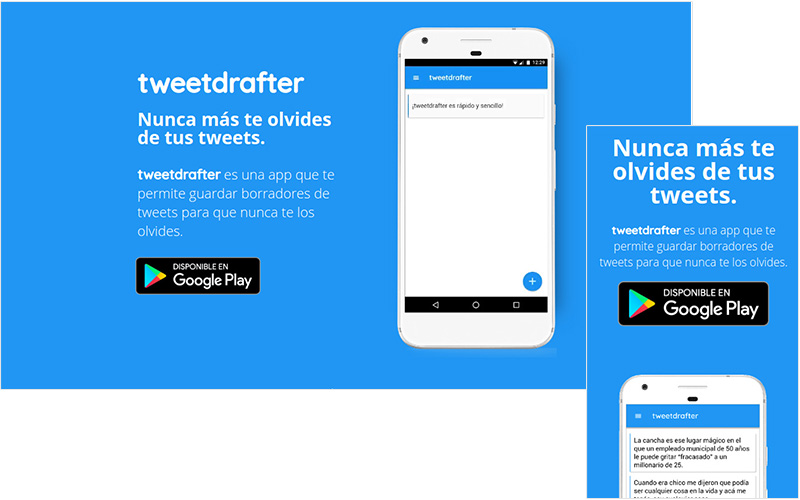 tweetdrafter
Nunca más te olvides
de tus tweets.
tweetdrafter es una app que te
permite guardar borradores de
tweets para que nunca te los
olvides.
DISPONIBLE EN
Google Play
12:29
tweetdrafter
¡tweetdrafter es rápido y sencillo!
Nunca más te
olvides de tus
tweets.
tweetdrafter es una app que te
permite guardar borradores de
tweets para que nunca te los olvides.
DISPONIBLE EN
Google Play
tweetdrafter
La cancha es ese lugar mágico en el
que un empleado municipal de 50 años
le puede gritar "fracasado" a un
millonario de 25.
Cuando era chico me dijeron que podía
ser cualquier cosa en la vida y acá me